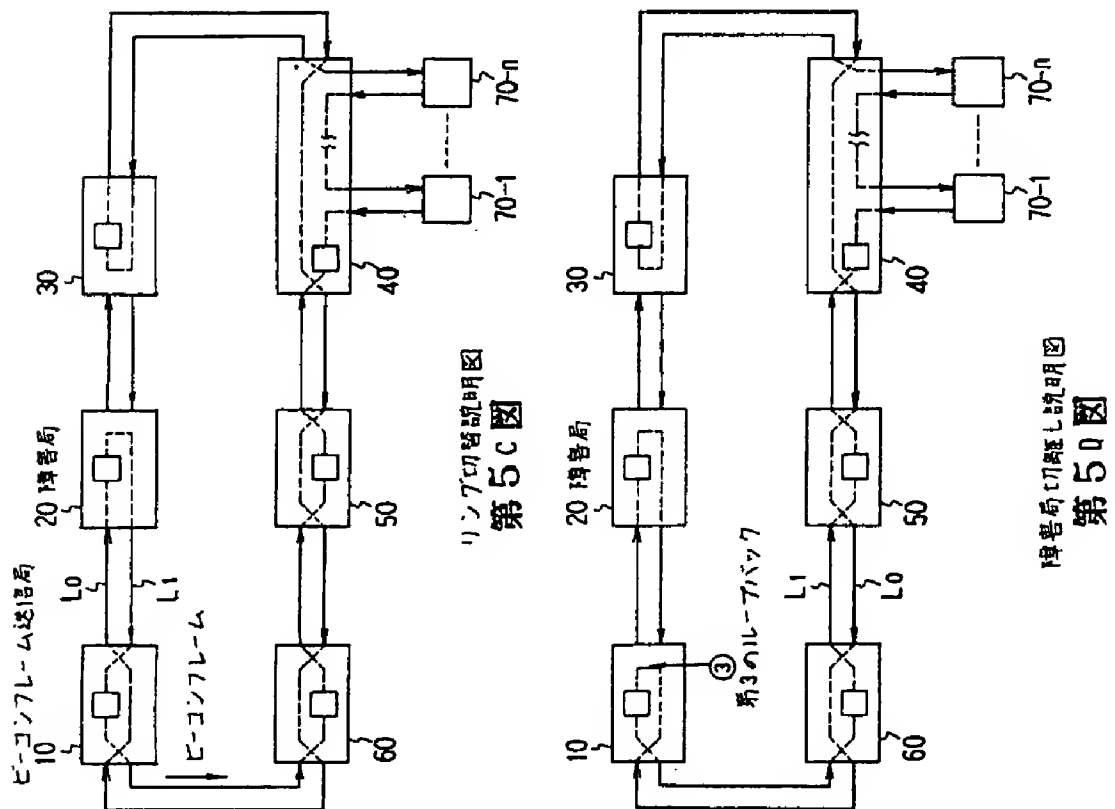 ビーコンフレーム送信局
10
20 障害局
30
L0
L1
ビーコンフレーム
60
50
40
70-1
70-n
リング切替説明図
第5C図
10
20 障害局
30
③
第3のループバック
L1
L0
60
50
40
70-1
70-n
障害局切離し説明図
第5D図